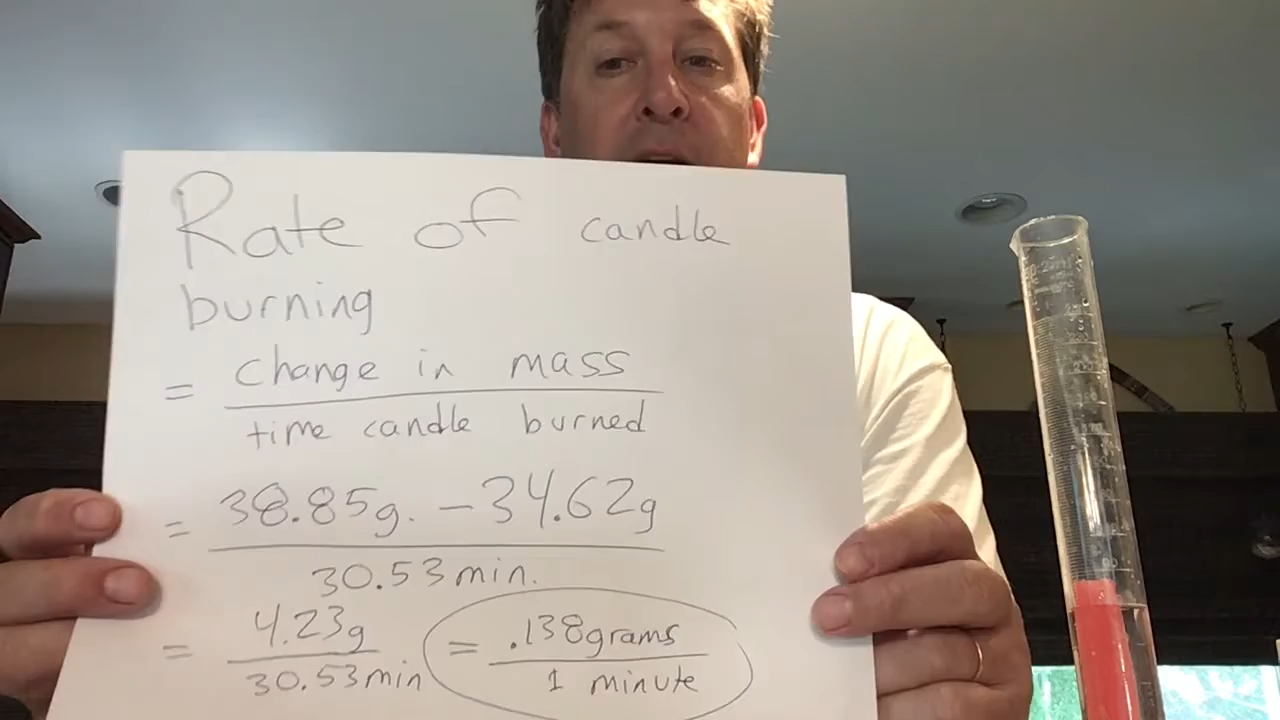 Rate of candle
burning
= change in mass
time candle burned
= 38.85g. - 34.62g
30.53 min.
= 4.23g = .138grams
30.53min 1 minute